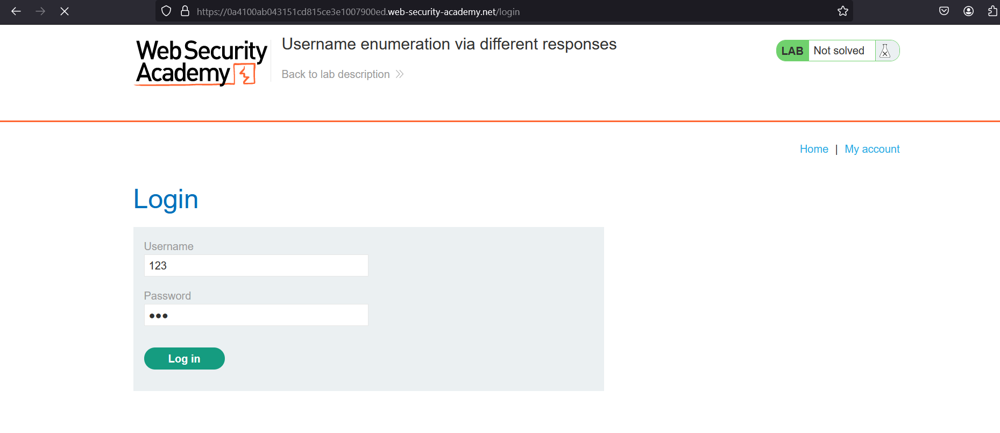 https://0a4100ab043151cd815ce3e1007900ed.web-security-academy.net/login
Web Security
Academy
Username enumeration via different responses
Back to lab description
LAB Not solved
Home | My account
Login
Username
123
Password
Log in